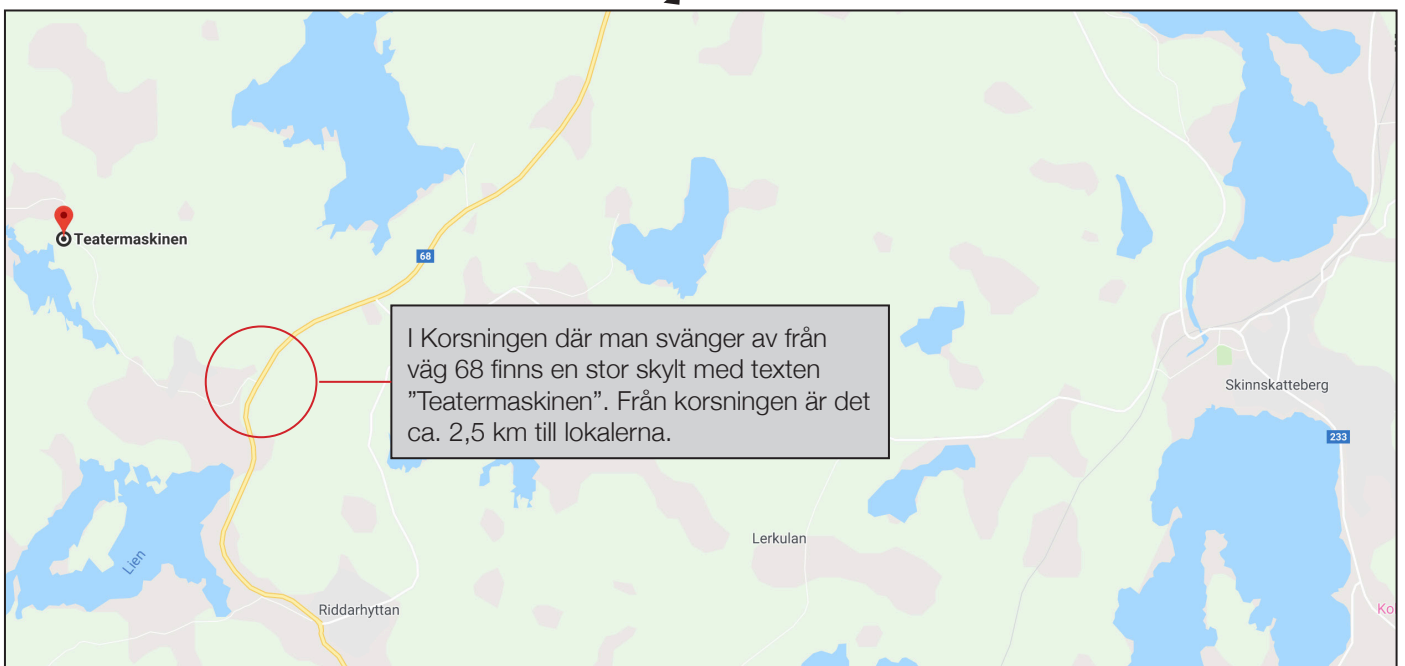 Teatermaskinen
68
I Korsningen där man svänger av från
väg 68 finns en stor skylt med texten
”Teatermaskinen”. Från korsningen är det
ca. 2,5 km till lokalerna.
Skinnskatteberg
233
Lerkulan
Lien
Riddarhyttan
Ko